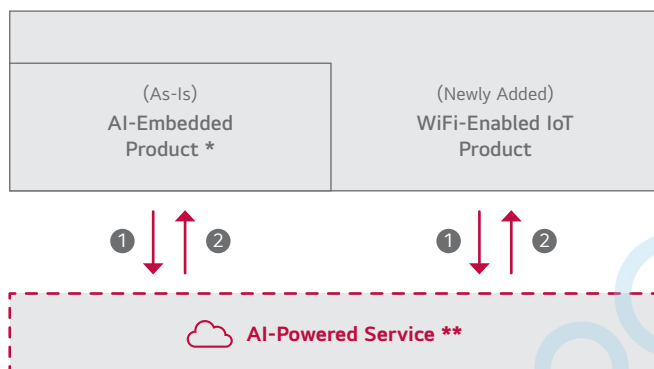 (As-Is)
AI-Embedded
Product *
(Newly Added)
WiFi-Enabled IoT
Product
1
2
1
2
AI-Powered Service **